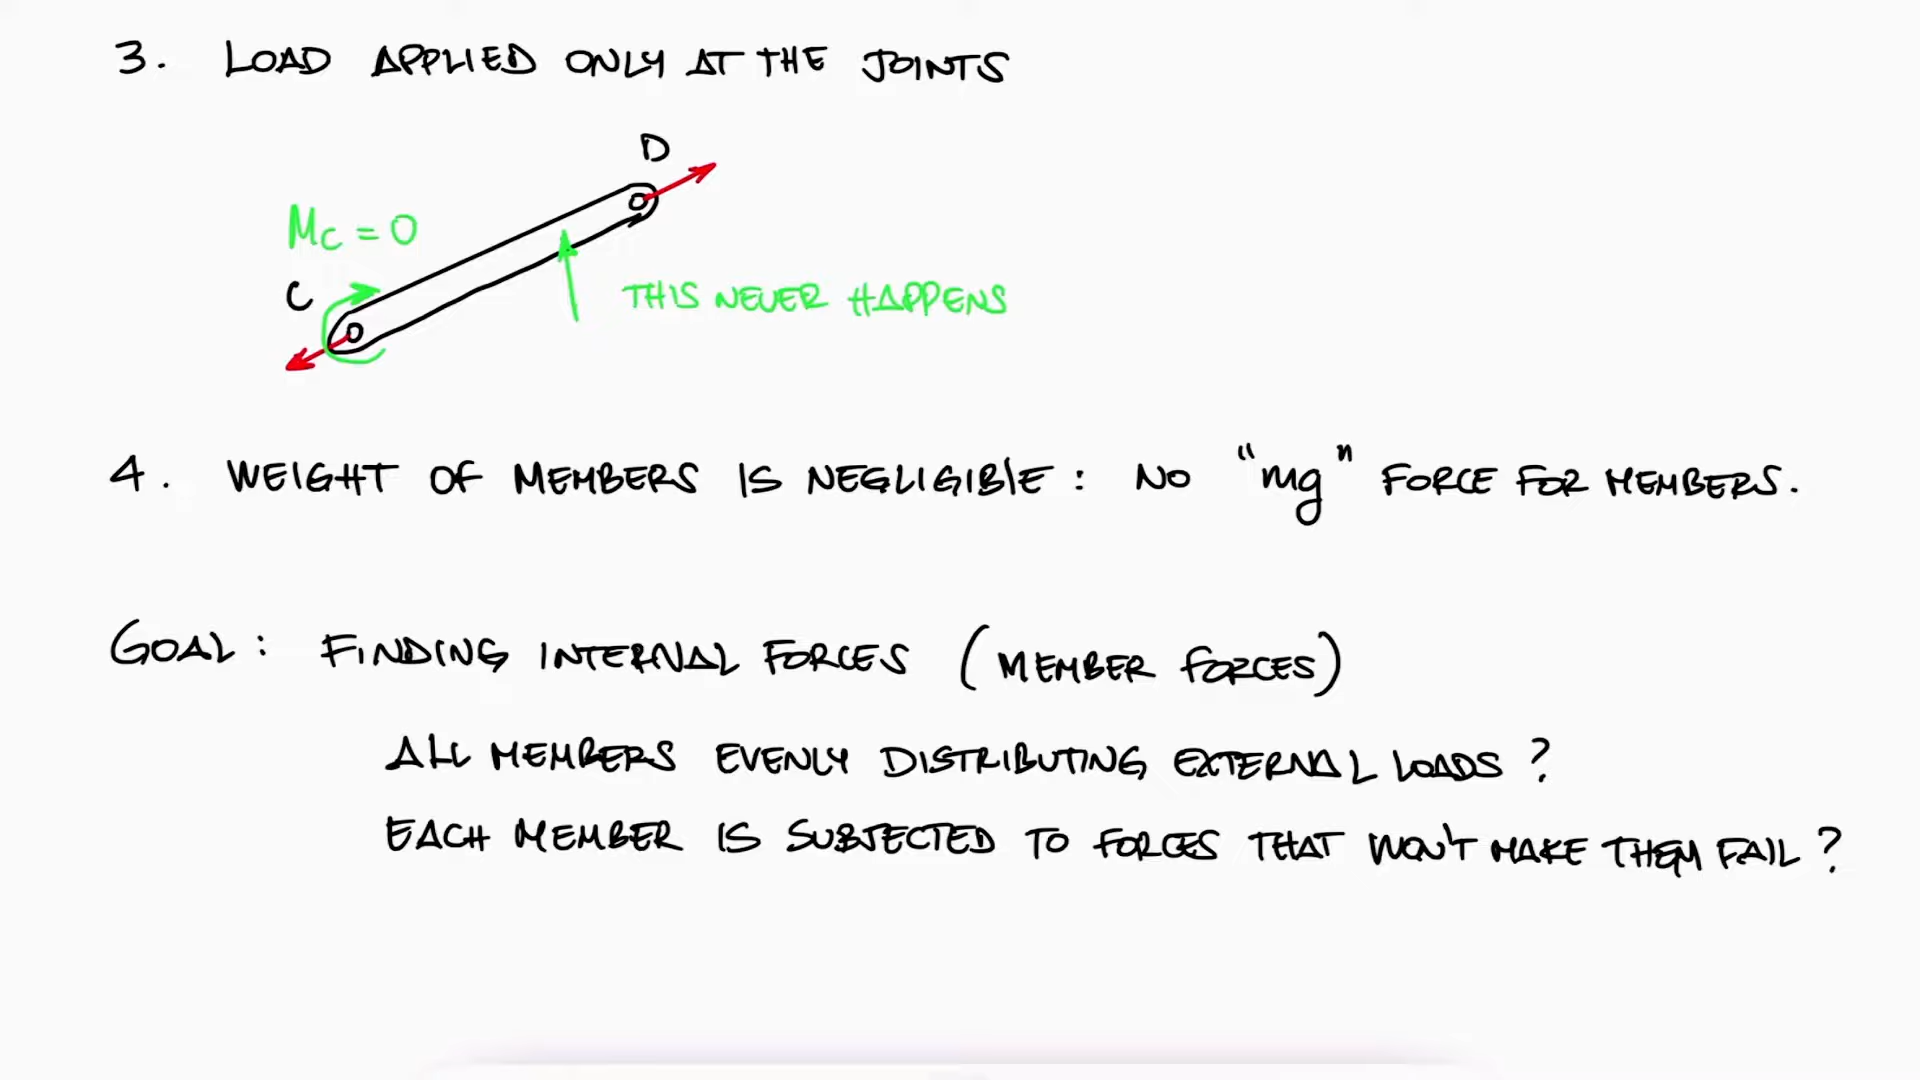 3. LOAD APPLIED ONLY AT THE JOINTS
D
Mc = 0
C
THIS NEVER HAPPENS
4. WEIGHT OF MEMBERS IS NEGLIGIBLE: NO "mg" FORCE FOR MEMBERS.
GOAL: FINDING INTERNAL FORCES (MEMBER FORCES)
ALL MEMBERS EVENLY DISTRIBUTING EXTERNAL LOADS?
EACH MEMBER IS SUBJECTED TO FORCES THAT WON'T MAKE THEM FAIL?